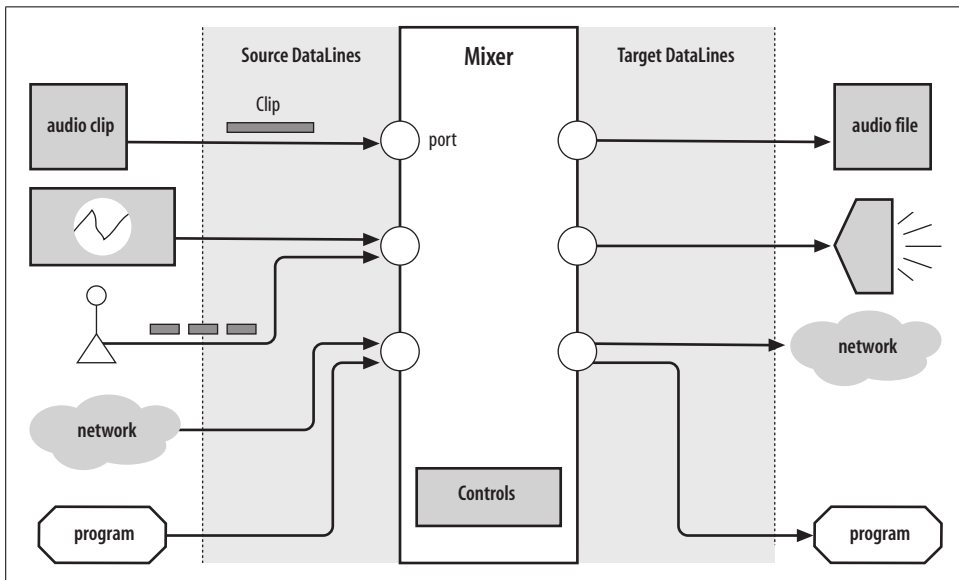 Source DataLines
Mixer
Target DataLines
Clip
audio clip
port
audio file
network
network
Controls
program
program